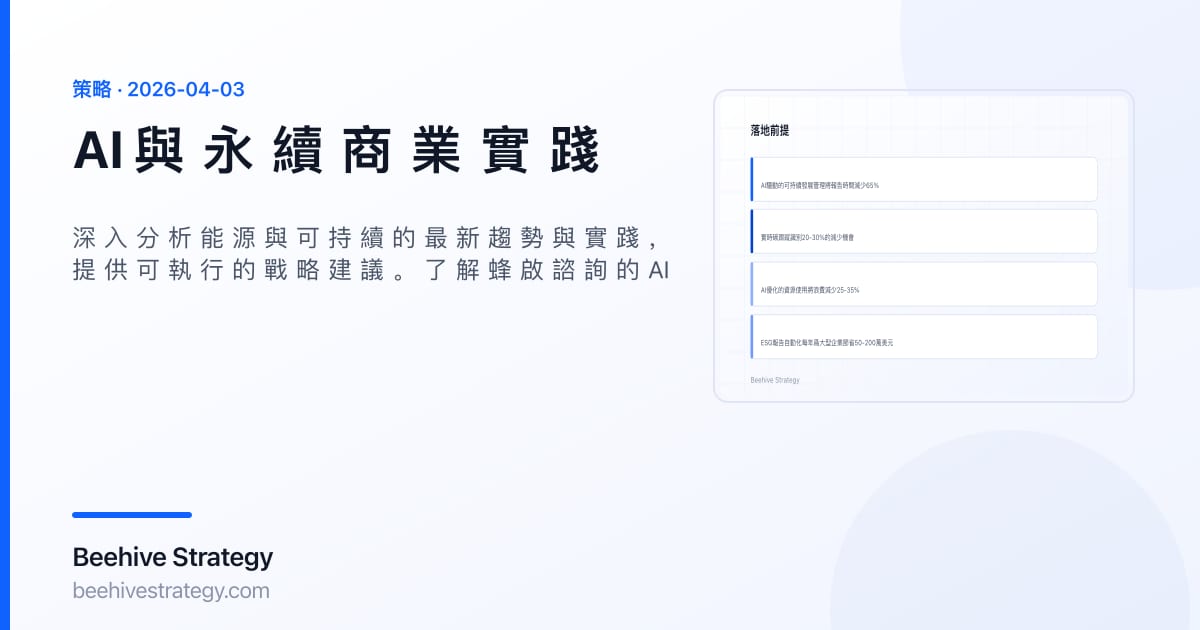 策略 · 2026-04-03
AI與永續商業實踐
深入分析能源與可持續的最新趨勢與實踐，
提供可執行的戰略建議。了解蜂啟諮詢的AI
落地前提
AI驅動的可持續發展管理將報告時間減少65%
實時碳跟蹤識別20-30%的減少機會
AI優化的資源使用將浪費減少25-35%
ESG報告自動化每年為大型企業節省50-200萬美元
Beehive Strategy
Beehive Strategy
beehivestrategy.com